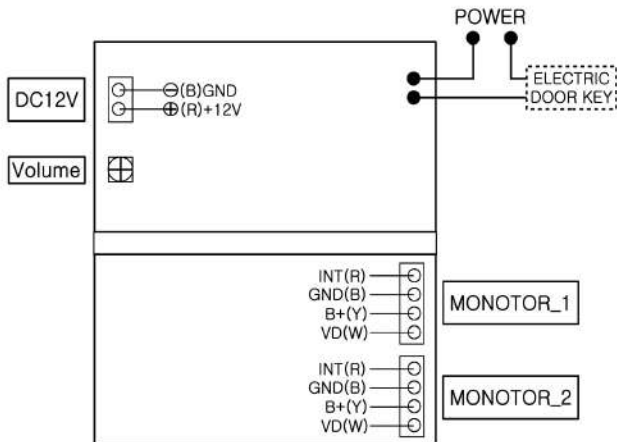 POWER
DC12V
⊖(B)GND
⊕(R)+12V
ELECTRIC
DOOR KEY
Volume
INT(R)
GND(B)
B+(Y)
VD(W)
MONOTOR_1
INT(R)
GND(B)
B+(Y)
VD(W)
MONOTOR_2